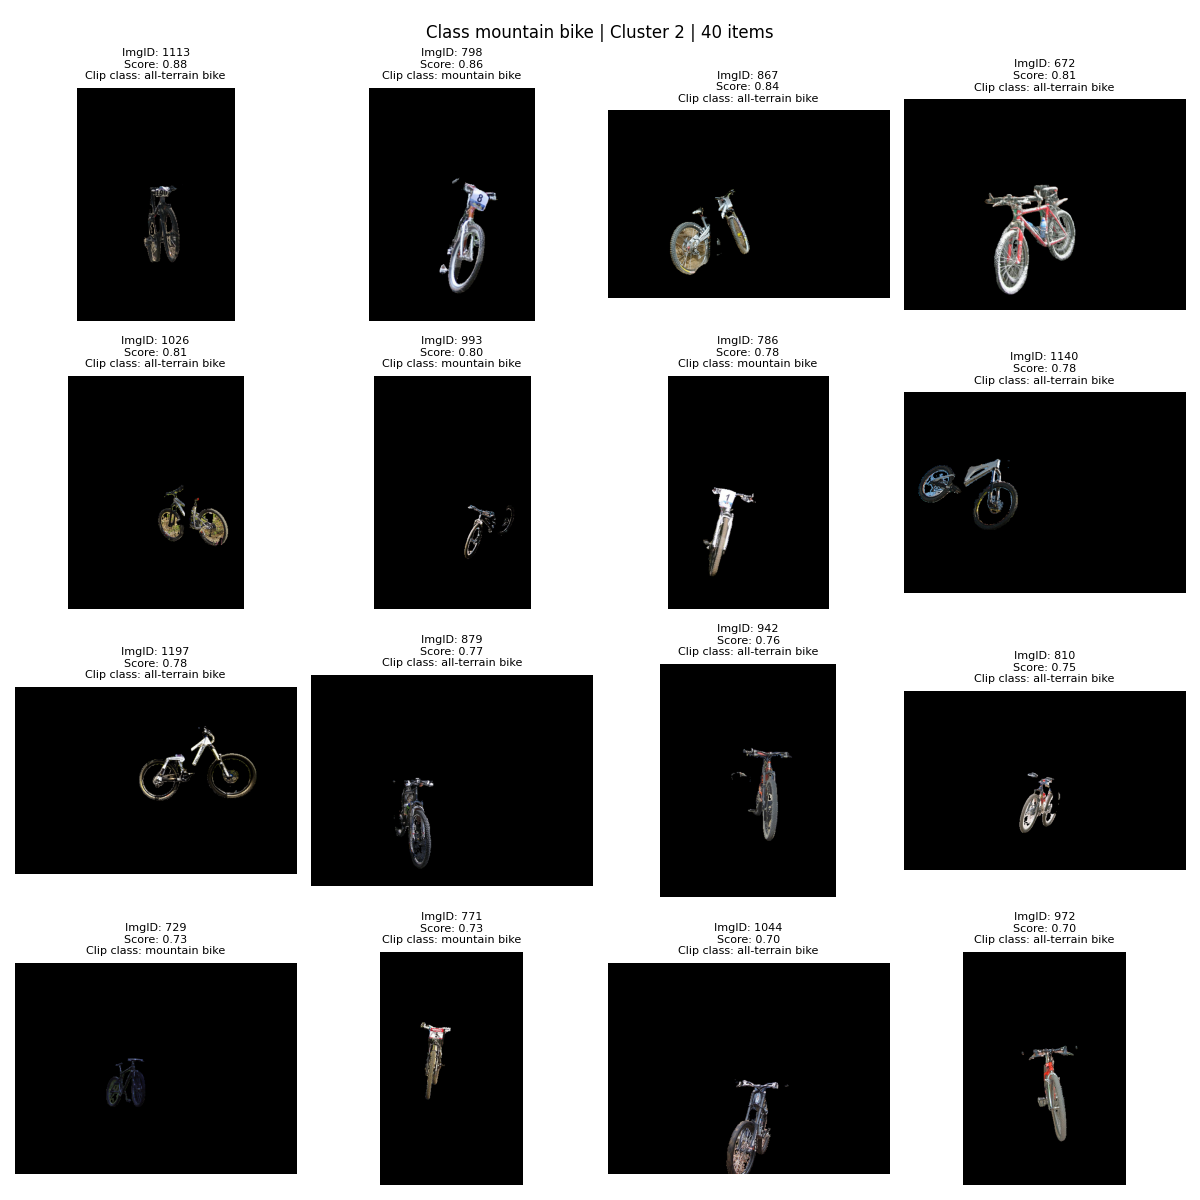 Class mountain bike | Cluster 2 | 40 items
ImgID: 1113
Score: 0.88
Clip class: all-terrain bike
ImgID: 798
Score: 0.86
Clip class: mountain bike
ImgID: 867
Score: 0.84
Clip class: all-terrain bike
ImgID: 672
Score: 0.81
Clip class: all-terrain bike
8
ImgID: 1026
Score: 0.81
Clip class: all-terrain bike
ImgID: 993
Score: 0.80
Clip class: mountain bike
ImgID: 786
Score: 0.78
Clip class: mountain bike
ImgID: 1140
Score: 0.78
Clip class: all-terrain bike
1
ImgID: 1197
Score: 0.78
Clip class: all-terrain bike
ImgID: 879
Score: 0.77
Clip class: all-terrain bike
ImgID: 942
Score: 0.76
Clip class: all-terrain bike
ImgID: 810
Score: 0.75
Clip class: all-terrain bike
ImgID: 729
Score: 0.73
Clip class: mountain bike
ImgID: 771
Score: 0.73
Clip class: mountain bike
ImgID: 1044
Score: 0.70
Clip class: all-terrain bike
ImgID: 972
Score: 0.70
Clip class: all-terrain bike